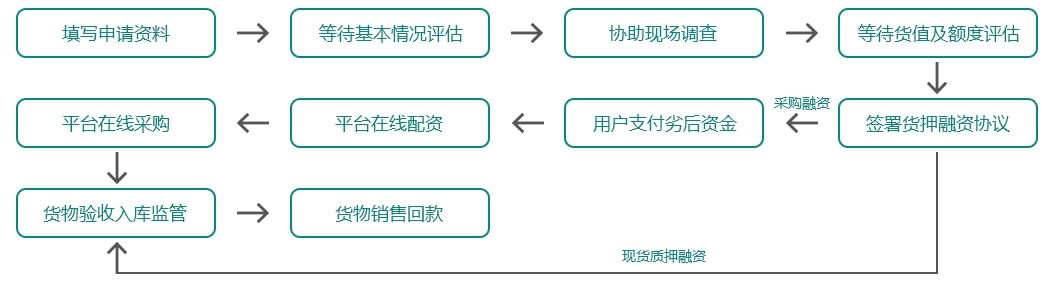 填写申请资料
等待基本情况评估
协助现场调查
等待货值及额度评估
签署货押融资协议
采购融资
用户支付劣后资金
平台在线配资
平台在线采购
货物验收入库监管
货物销售回款
现货质押融资